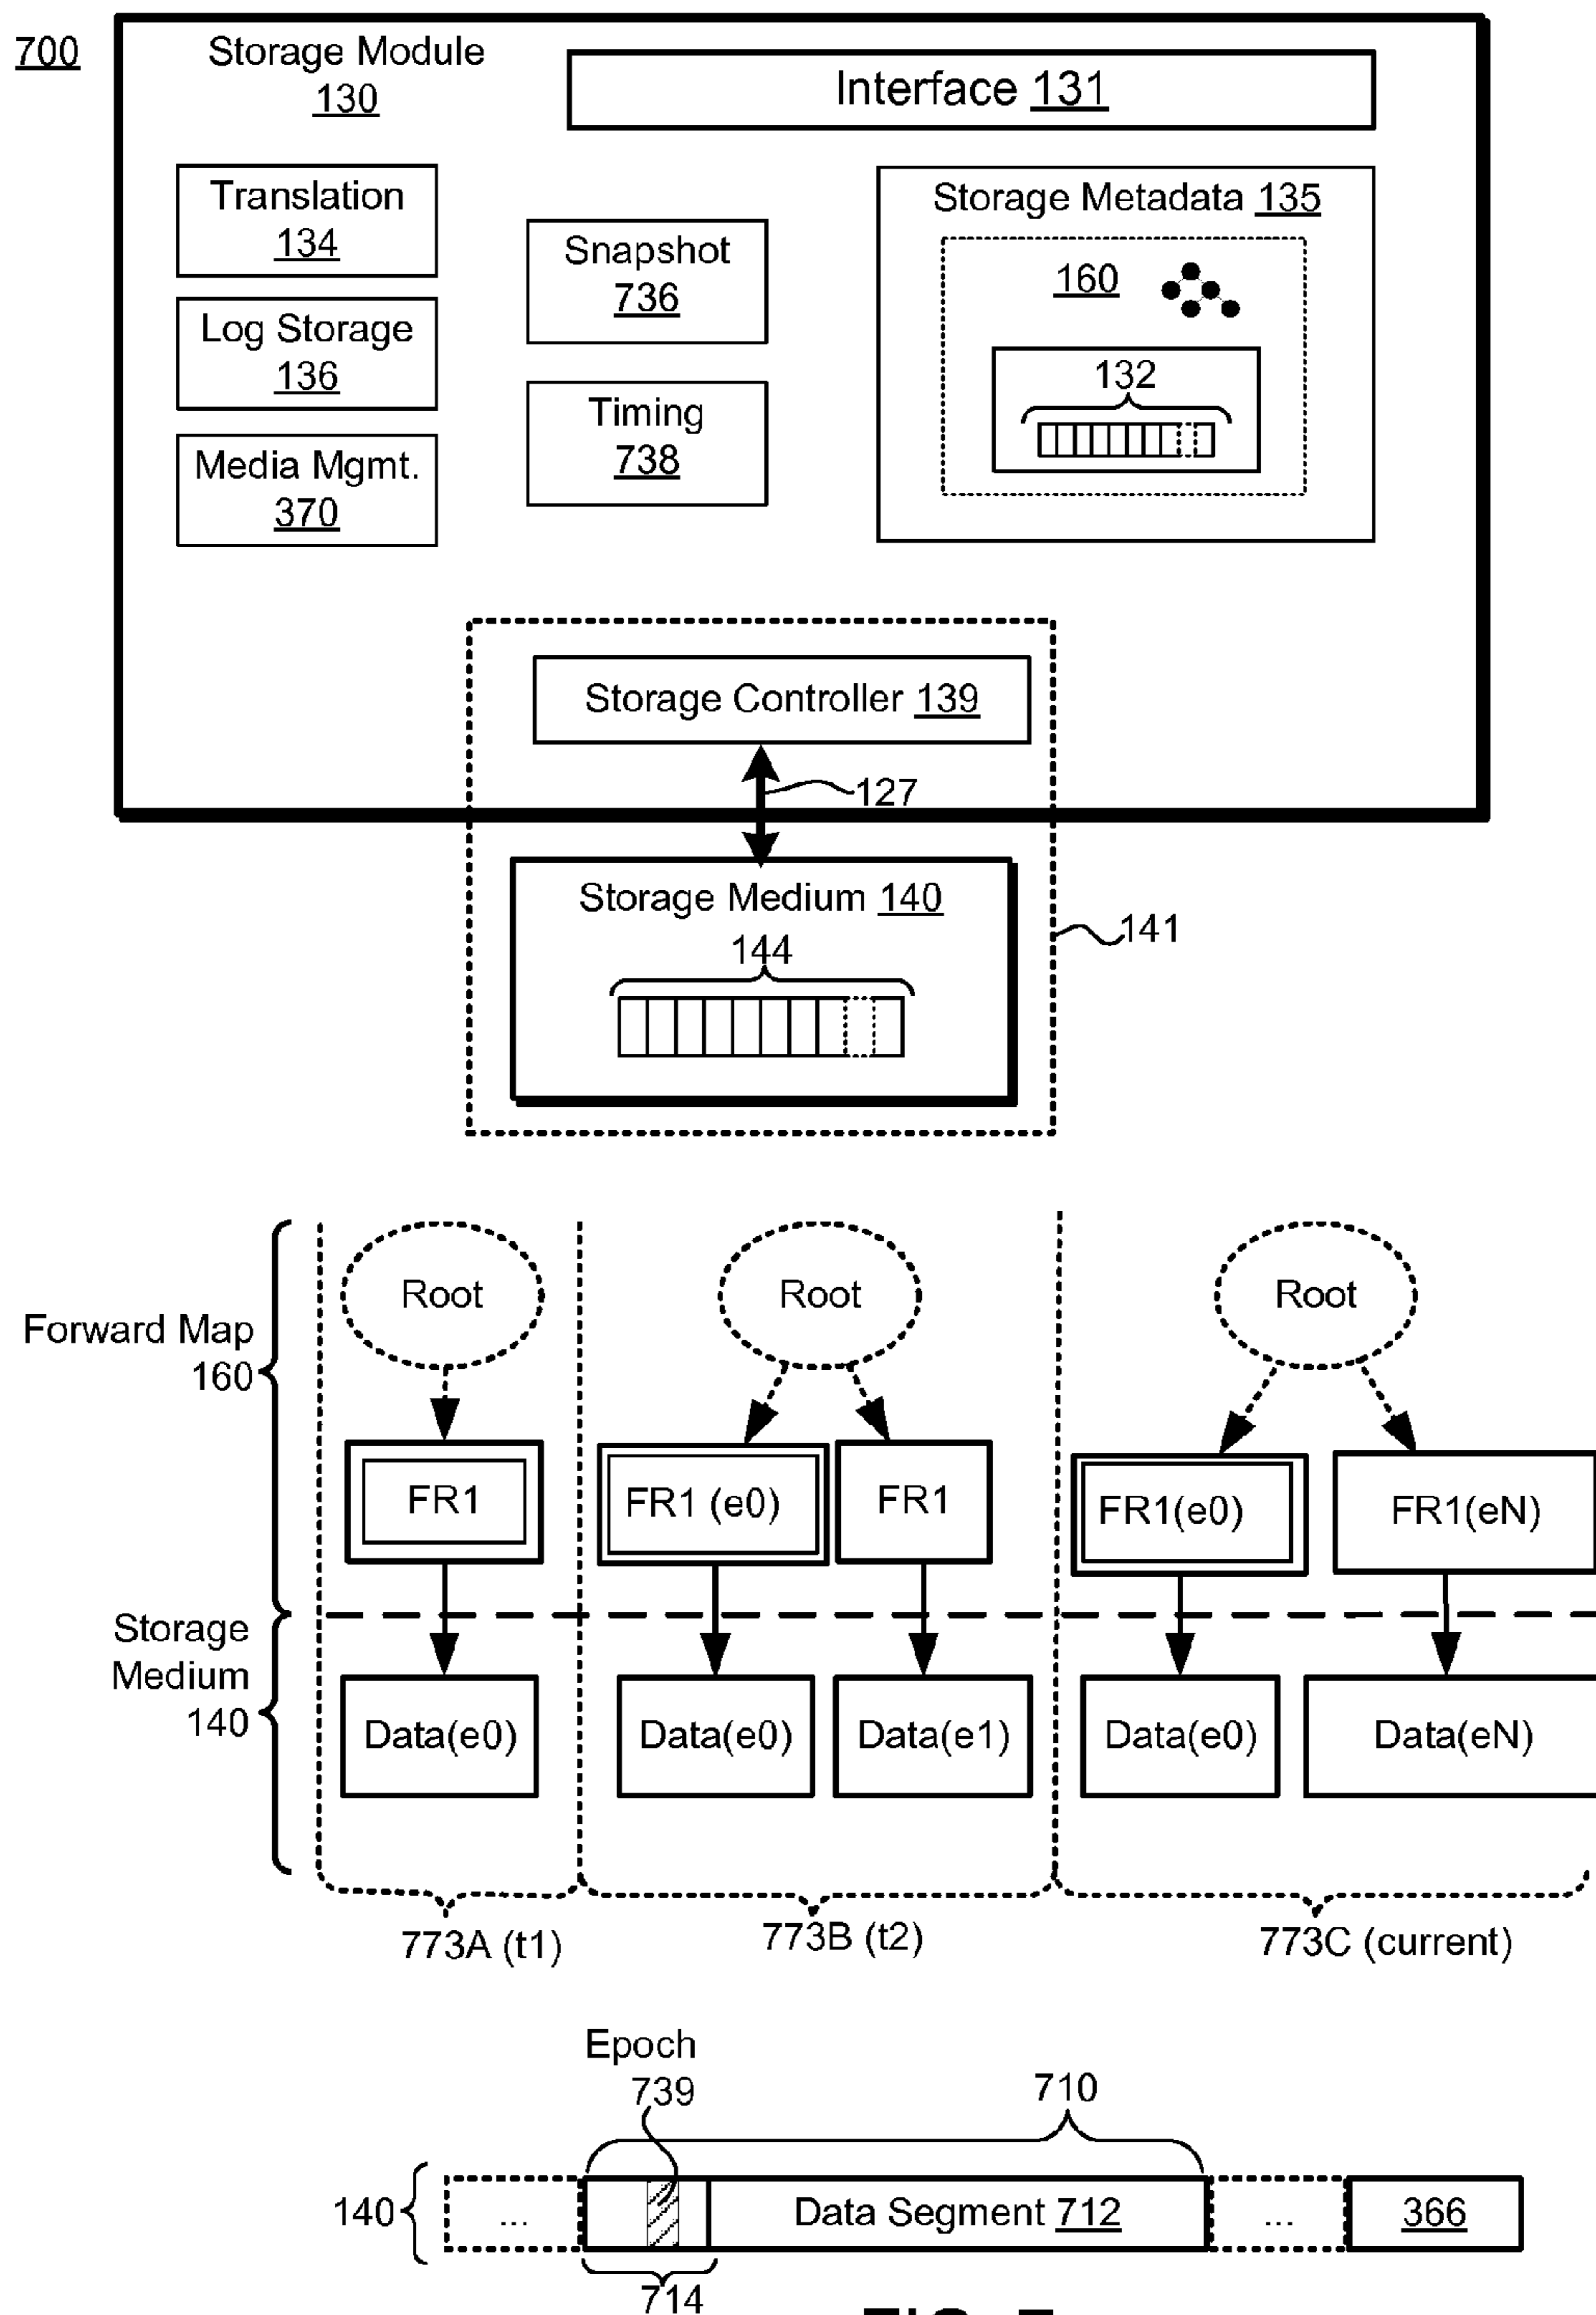 700
Storage Module
130
Interface 131
Translation
134
Log Storage
136
Media Mgmt.
370
Snapshot
736
Timing
738
Storage Metadata 135
160
132
Storage Controller 139
127
Storage Medium 140
144
141
Forward Map
160
Root
Root
Root
FR1
FR1 (e0)
FR1
FR1(e0)
FR1(eN)
Storage
Medium
140
Data(e0)
Data(e0)
Data(e1)
Data(e0)
Data(eN)
773A (t1)
773B (t2)
773C (current)
Epoch
739
710
140
...
Data Segment 712
...
366
714